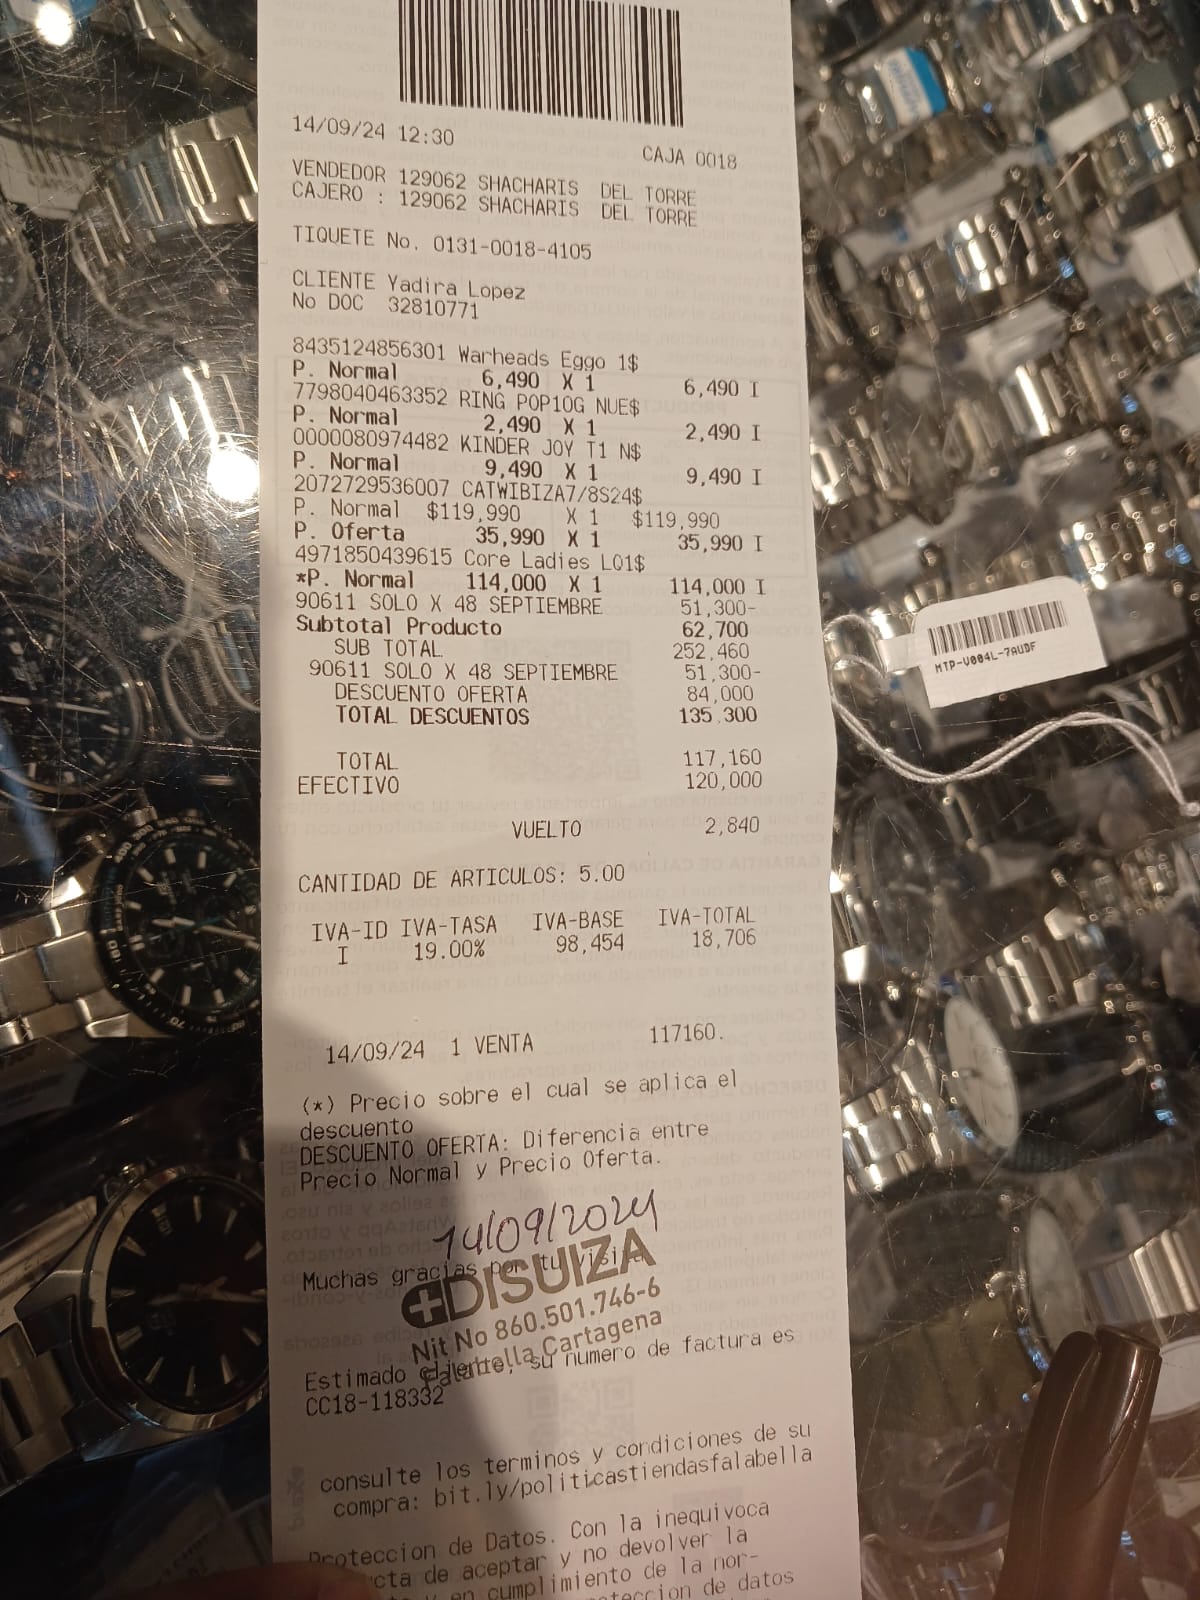 14/09/24 12:30 CAJA 0018
VENDEDOR 129062 SHACHARIS DEL TORRE
CAJERO : 129062 SHACHARIS DEL TORRE
TIQUETE No. 0131-0018-4105
CLIENTE Yadira Lopez
No DOC 32810771
8435124856301 Warheads Eggo 1$
P. Normal 6,490 X 1 6,490 I
7798040463352 RING POP10G NUE$
P. Normal 2,490 X 1 2,490 I
0000080974482 KINDER JOY T1 N$
P. Normal 9,490 X 1 9,490 I
2072729536007 CATWIBIZA7/8S24$
P. Normal $119,990 X 1 $119,990
P. Oferta 35,990 X 1 35,990 I
4971850439615 Core Ladies LQ1$
*P. Normal 114,000 X 1 114,000 I
90611 SOLO X 48 SEPTIEMBRE 51,300-
Subtotal Producto 62,700
SUB TOTAL 252,460
90611 SOLO X 48 SEPTIEMBRE 51,300-
DESCUENTO OFERTA 84,000
TOTAL DESCUENTOS 135,300
TOTAL 117,160
EFECTIVO 120,000
VUELTO 2,840
CANTIDAD DE ARTICULOS: 5.00
IVA-ID IVA-TASA IVA-BASE IVA-TOTAL
I 19.00% 98,454 18,706
14/09/24 1 VENTA 117160.
(*) Precio sobre el cual se aplica el
descuento
DESCUENTO OFERTA: Diferencia entre
Precio Normal y Precio Oferta.
14/09/2024
Muchas gracias por tu visita
DISUIZA
Nit No 860.501.746-6
Falabella Cartagena
Estimado cliente, su numero de factura es
CC18-118332
consulte los terminos y condiciones de su
compra: bit.ly/politicastiendasfalabella
Proteccion de Datos. Con la inequivoca
de aceptar y no devolver la
en cumplimiento de la nor-
datos
MTP-V004L-7AUDF